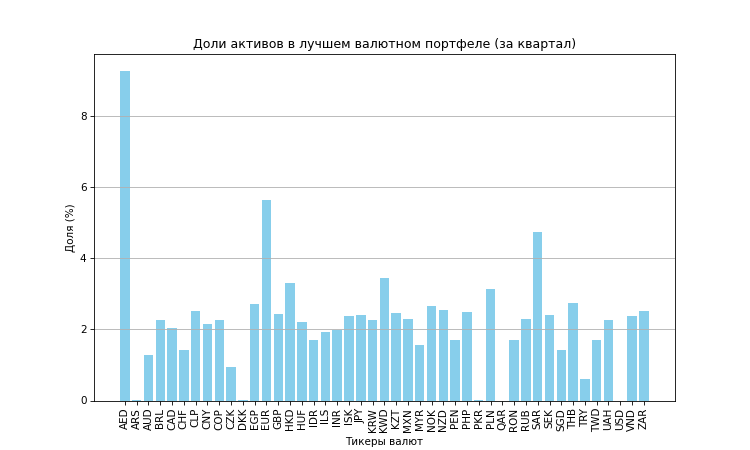 Доли активов в лучшем валютном портфеле (за квартал)
Доля (%)
8
6
4
2
0
AED ARS AUD BRL CAD CHF CLP CNY COP CZK DKK EGP EUR GBP HKD HUF IDR ILS INR ISK JPY KRW KWD KZT MXN MYR NOK NZD PEN PHP PKR PLN QAR RON RUB SAR SEK SGD THB TRY TWD UAH USD VND ZAR
Тикеры валют